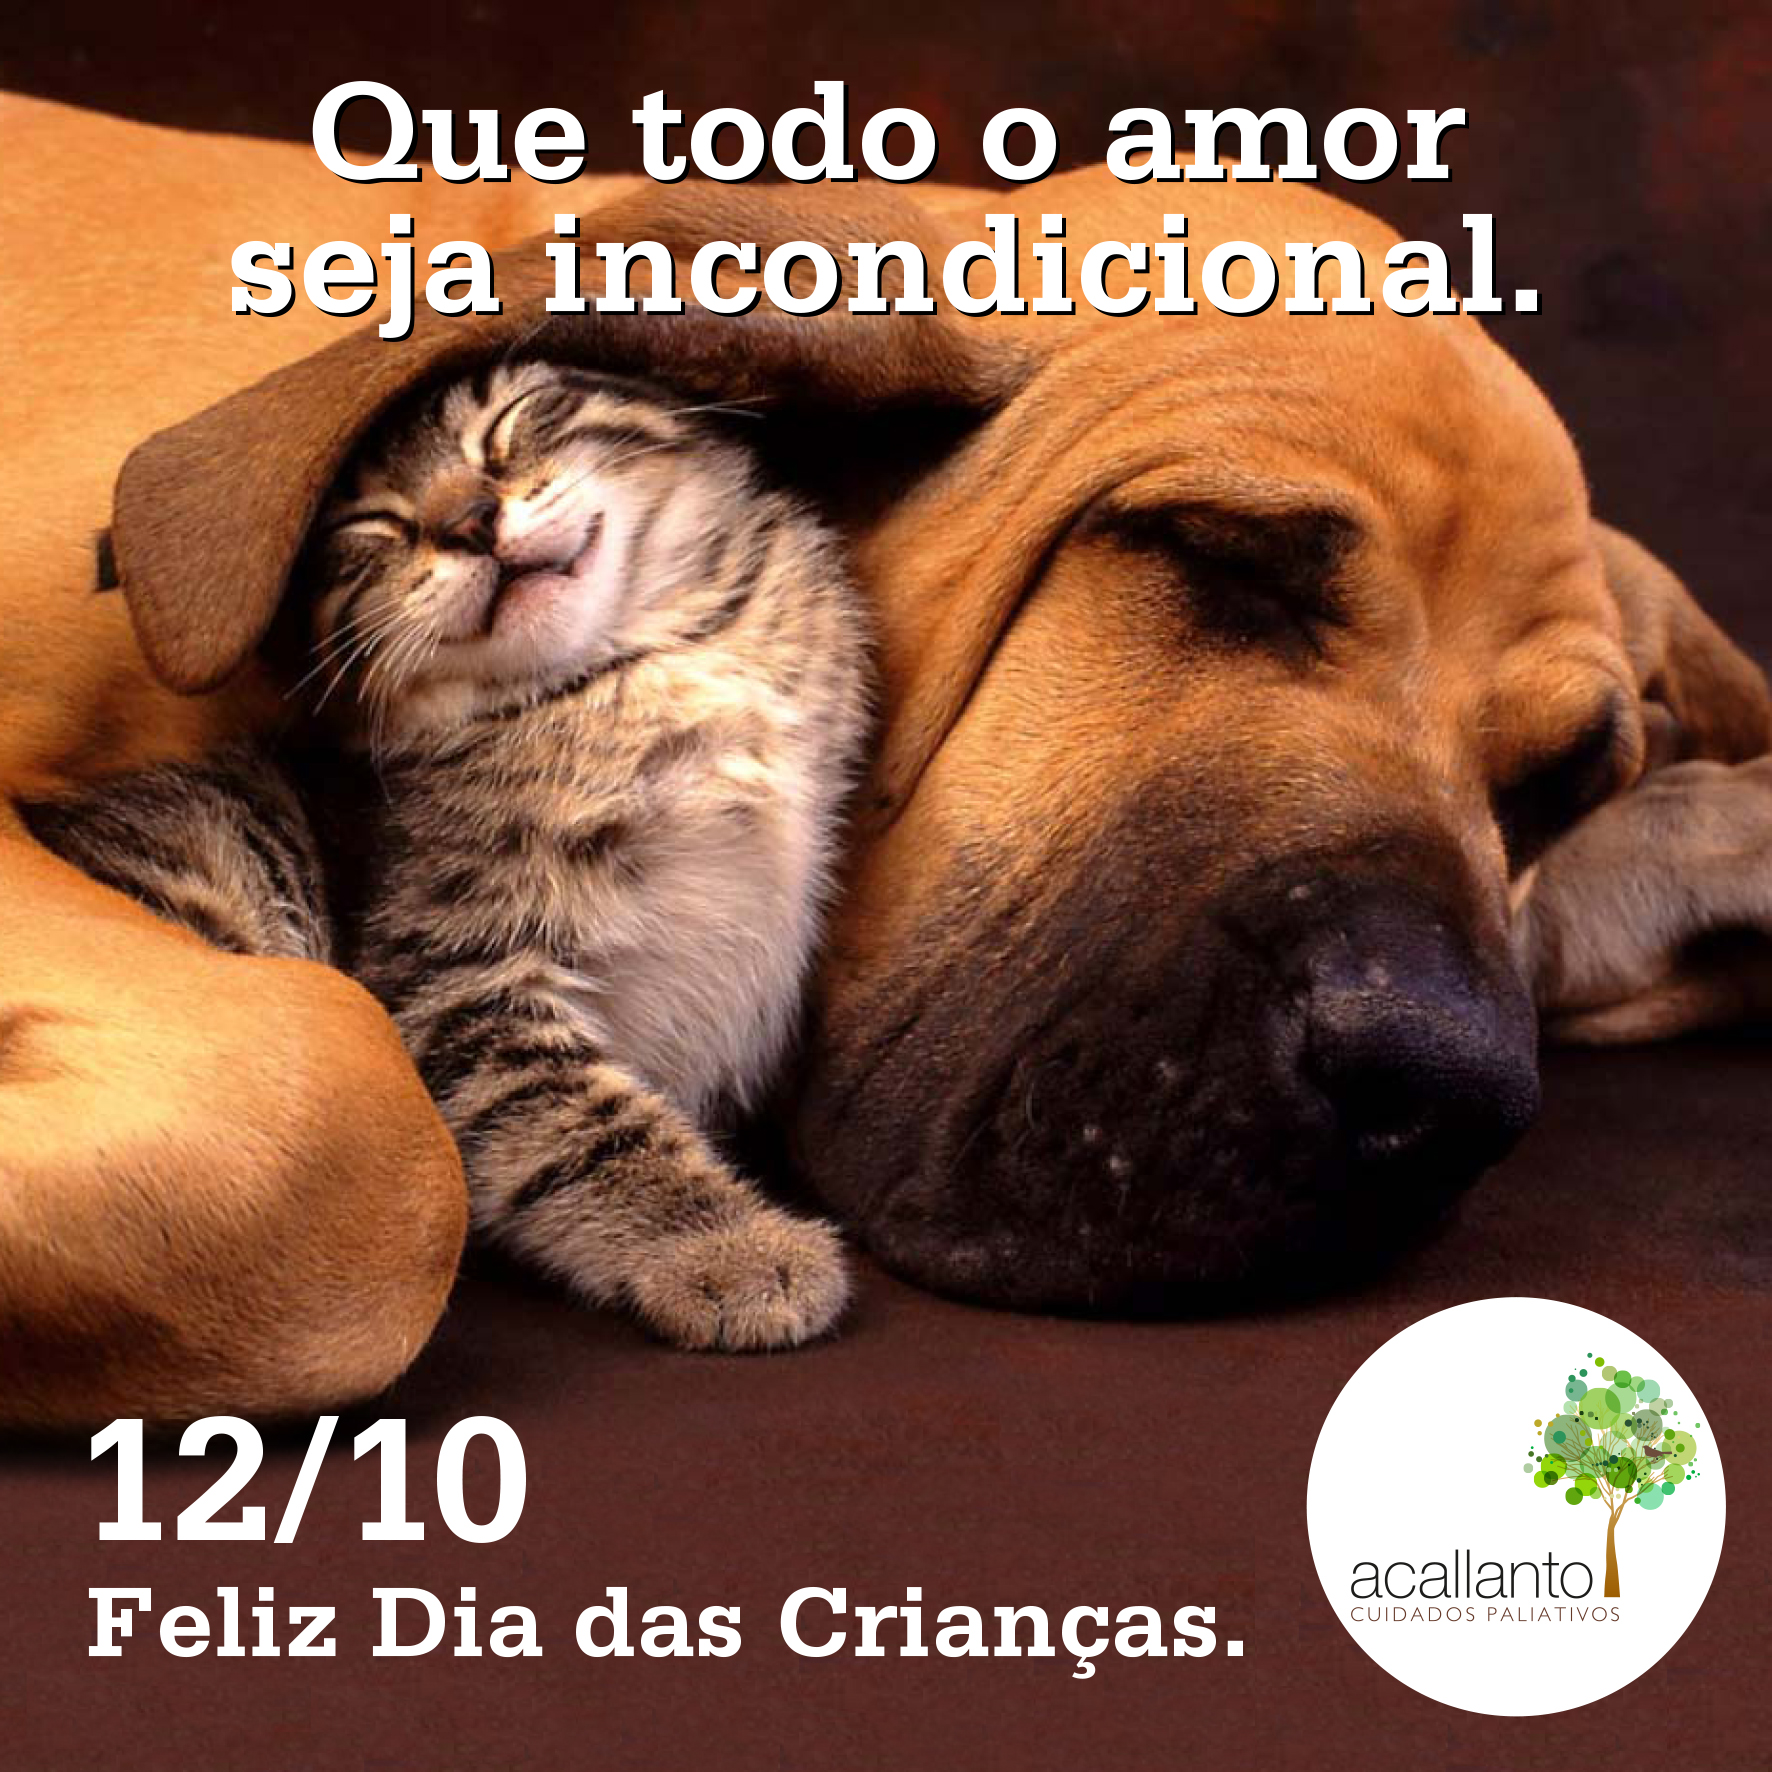 Que todo o amor
seja incondicional.
12/10
Feliz Dia das Crianças.
acallanto
CUIDADOS PALIATIVOS